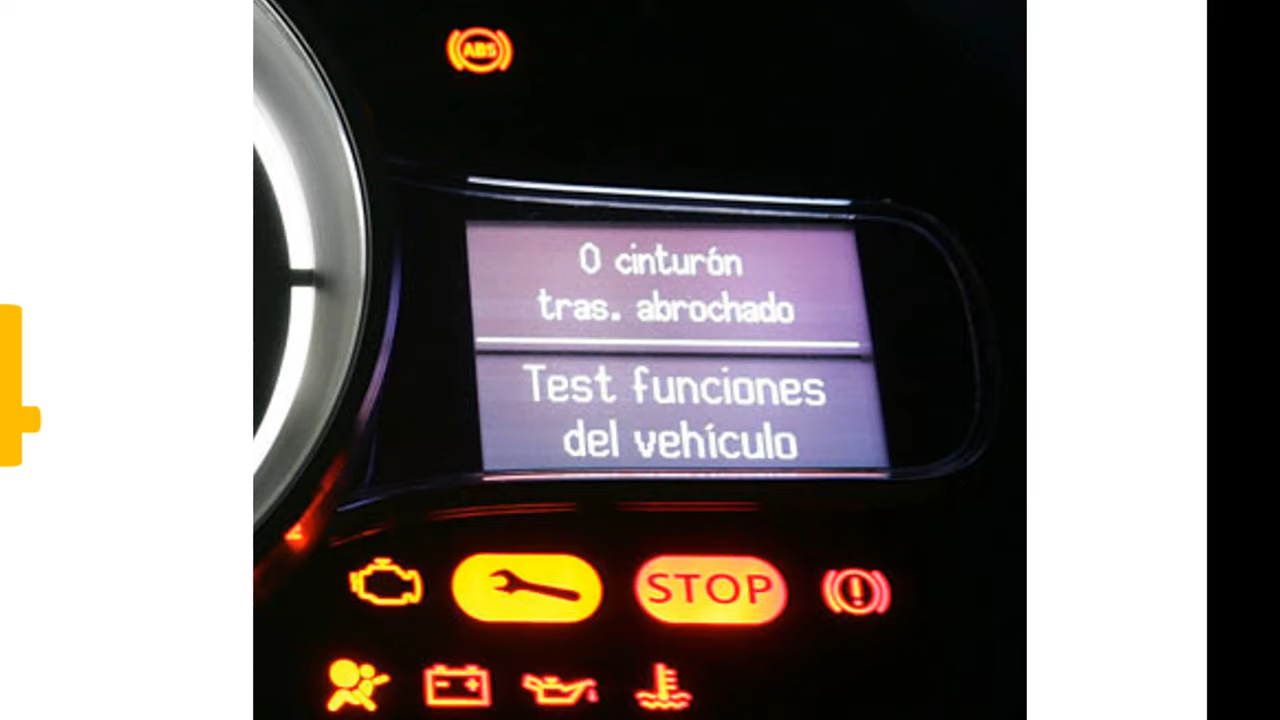 ABS
0 cinturón
tras. abrochado
Test funciones
del vehículo
STOP